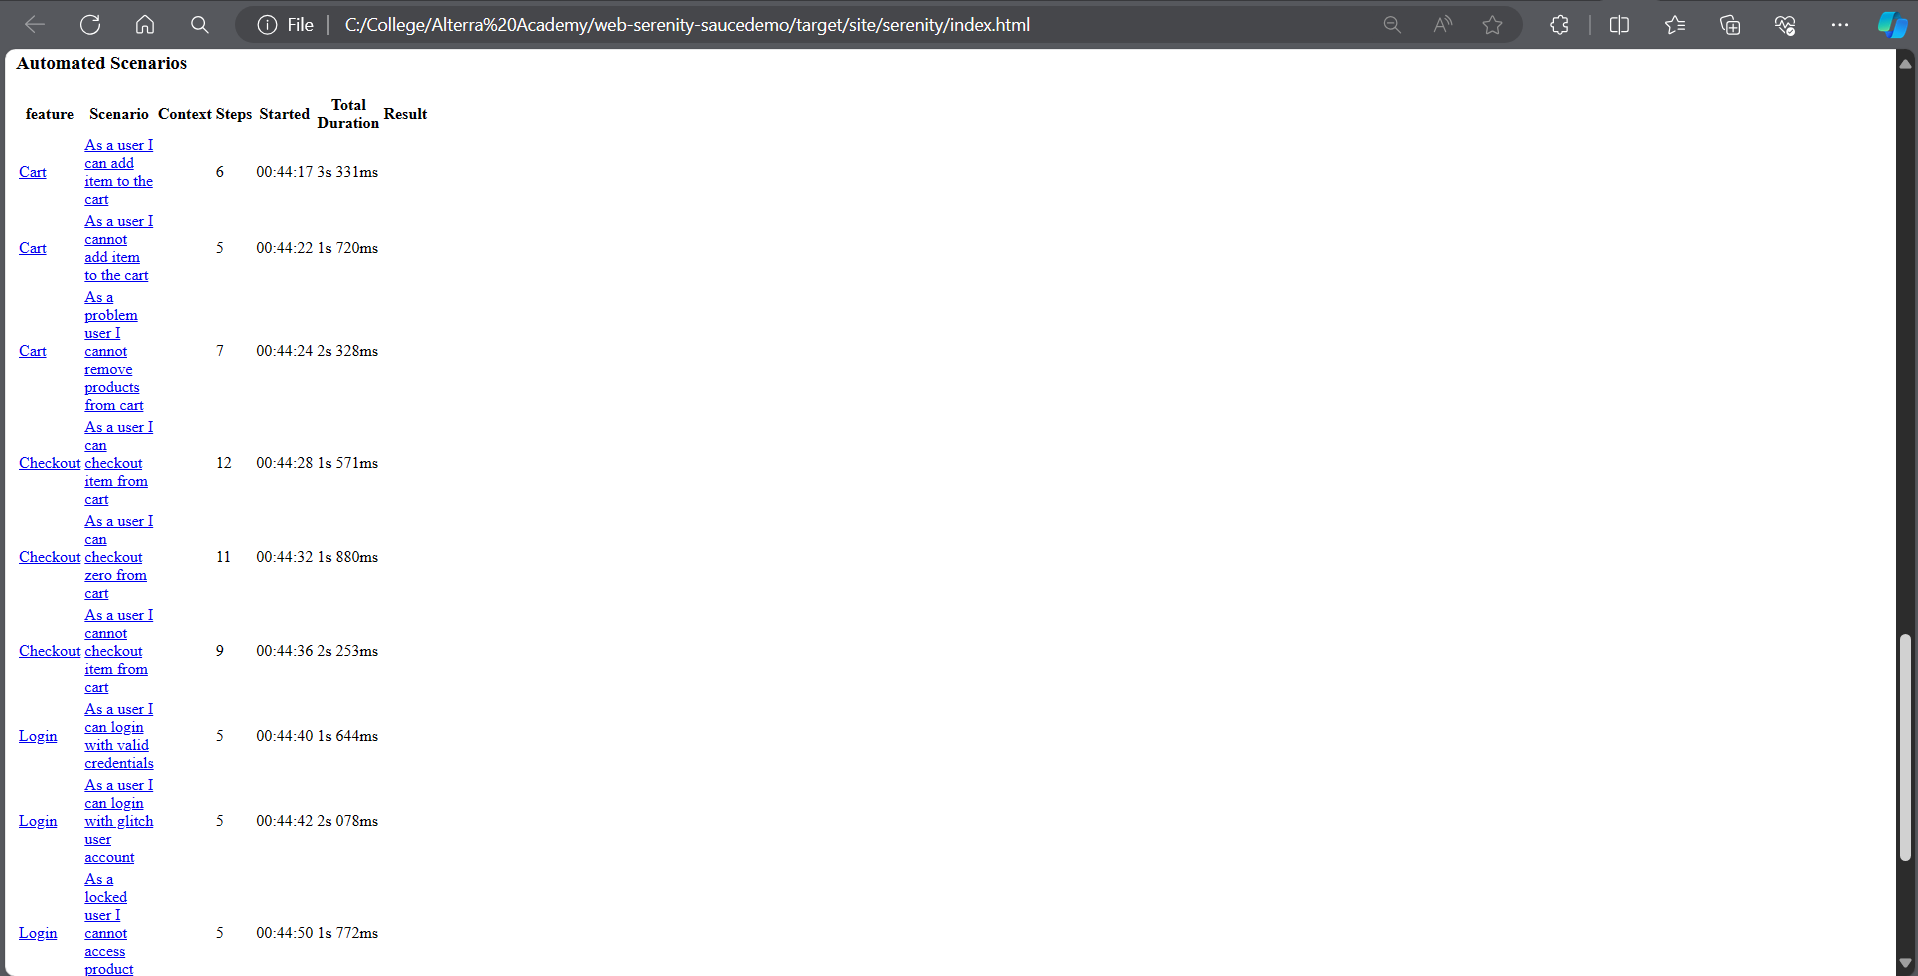 File C:/College/Alterra%20Academy/web-serenity-saucedemo/target/site/serenity/index.html
Automated Scenarios
feature Scenario Context Steps Started Total Duration Result
Cart
As a user I
can add
item to the
cart
6 00:44:17 3s 331ms
Cart
As a user I
cannot
add item
to the cart
5 00:44:22 1s 720ms
Cart
As a
problem
user I
cannot
remove
products
from cart
7 00:44:24 2s 328ms
Checkout
As a user I
can
checkout
item from
cart
12 00:44:28 1s 571ms
Checkout
As a user I
can
checkout
zero from
cart
11 00:44:32 1s 880ms
Checkout
As a user I
cannot
checkout
item from
cart
9 00:44:36 2s 253ms
Login
As a user I
can login
with valid
credentials
5 00:44:40 1s 644ms
Login
As a user I
can login
with glitch
user
account
5 00:44:42 2s 078ms
Login
As a
locked
user I
cannot
access
product
5 00:44:50 1s 772ms